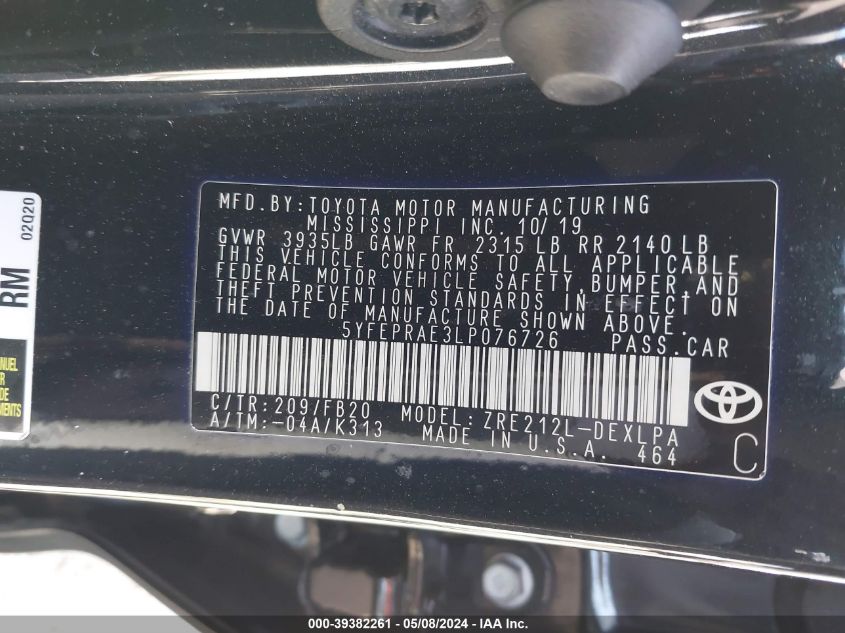 MFD.BY:TOYOTA MOTOR MANUFACTURING
MISSISSIPPI INC. 10/19
GVWR 3935LB GAWR FR 2315 LB RR 2140 LB
THIS VEHICLE CONFORMS TO ALL APPLICABLE
FEDERAL MOTOR VEHICLE SAFETY,BUMPER,AND
THEFT PREVENTION STANDARDS IN EFFECT ON
THE DATE OF MANUFACTURE SHOWN ABOVE.
5YFEPRAE3LP076726 PASS.CAR
C/TR:209/FB20 MODEL:ZRE212L-DEXLPA
A/TM:-04A/K313 MADE IN U.S.A. 464
C
02Q20
RM
000-39382261 - 05/08/2024 - IAA Inc.